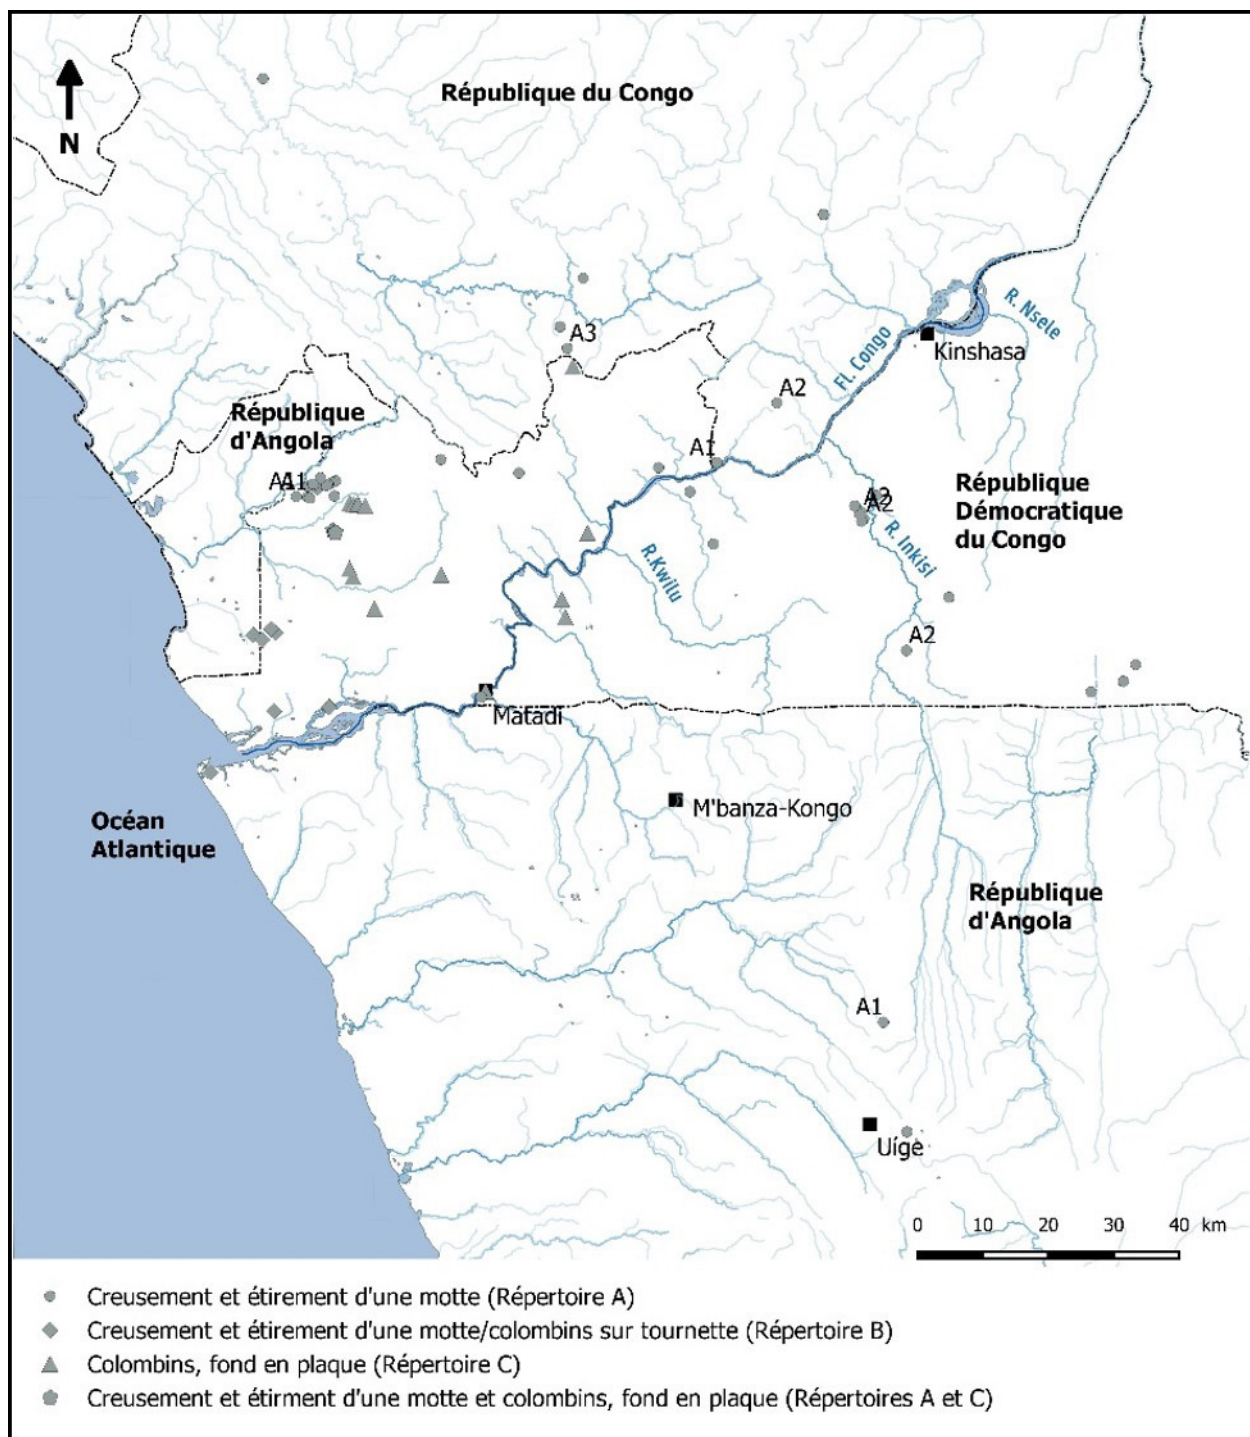 République du Congo
N
R. Nsele
A3
Kinshasa
Fl. Congo
A2
République
d'Angola
A1
A1
République
Démocratique
du Congo
A2
A2
R. Inkisi
R.Kwilu
A2
Matadi
M'banza-Kongo
Océan
Atlantique
République
d'Angola
A1
Uíge
0 10 20 30 40 km
Creusement et étirement d'une motte (Répertoire A)
Creusement et étirement d'une motte/colombins sur tournette (Répertoire B)
Colombins, fond en plaque (Répertoire C)
Creusement et étirment d'une motte et colombins, fond en plaque (Répertoires A et C)